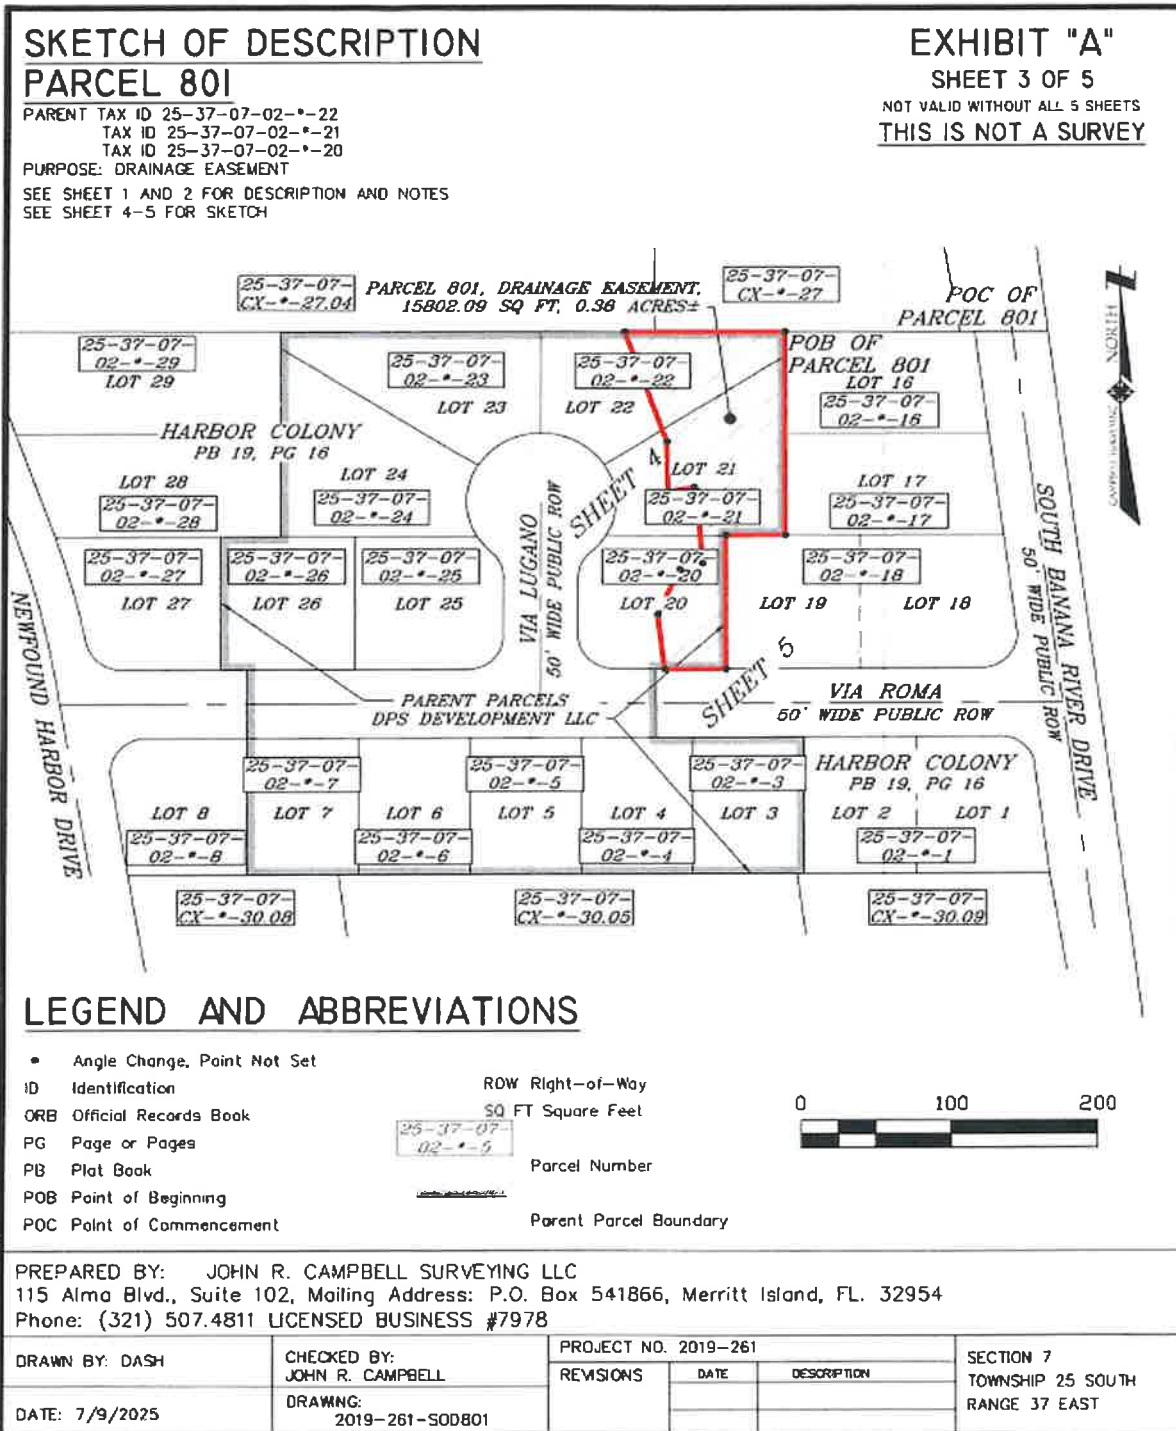 SKETCH OF DESCRIPTION
PARCEL 801
PARENT TAX ID 25-37-07-02-*-22
TAX ID 25-37-07-02-*-21
TAX ID 25-37-07-02-*-20
PURPOSE: DRAINAGE EASEMENT
SEE SHEET 1 AND 2 FOR DESCRIPTION AND NOTES
SEE SHEET 4-5 FOR SKETCH
EXHIBIT "A"
SHEET 3 OF 5
NOT VALID WITHOUT ALL 5 SHEETS
THIS IS NOT A SURVEY
25-37-07-
CX-*-27.04
PARCEL 801, DRAINAGE EASEMENT,
15802.09 SQ FT, 0.36 ACRES±
25-37-07-
CX-*-27
POC OF
PARCEL 801
NORTH
25-37-07-
02-*-29
LOT 29
25-37-07-
02-*-23
LOT 23
25-37-07-
02-*-22
LOT 22
POB OF
PARCEL 801
LOT 16
25-37-07-
02-*-16
HARBOR COLONY
PB 19, PG 16
LOT 28
25-37-07-
02-*-28
LOT 24
25-37-07-
02-*-24
SHEET 4
LOT 21
25-37-07-
02-*-21
LOT 17
25-37-07-
02-*-17
25-37-07-
02-*-27
LOT 27
25-37-07-
02-*-26
LOT 26
25-37-07-
02-*-25
LOT 25
VIA LUGANO
50' WIDE PUBLIC ROW
25-37-07-
02-*-20
LOT 20
25-37-07-
02-*-18
LOT 19
LOT 18
SOUTH BANANA RIVER DRIVE
50' WIDE PUBLIC ROW
NEWFOUND HARBOR DRIVE
PARENT PARCELS
DPS DEVELOPMENT LLC
SHEET 5
VIA ROMA
50' WIDE PUBLIC ROW
25-37-07-
02-*-7
LOT 7
25-37-07-
02-*-5
LOT 5
25-37-07-
02-*-3
LOT 3
HARBOR COLONY
PB 19, PG 16
LOT 8
25-37-07-
02-*-8
LOT 6
25-37-07-
02-*-6
LOT 4
25-37-07-
02-*-4
LOT 2
LOT 1
25-37-07-
02-*-1
25-37-07-
CX-*-30.08
25-37-07-
CX-*-30.05
25-37-07-
CX-*-30.09
LEGEND AND ABBREVIATIONS
• Angle Change, Point Not Set
ID Identification
ORB Official Records Book
PG Page or Pages
PB Plat Book
POB Point of Beginning
POC Point of Commencement
ROW Right-of-Way
SQ FT Square Feet
25-37-07-
02-*-5
Parcel Number
Parent Parcel Boundary
0 100 200
PREPARED BY: JOHN R. CAMPBELL SURVEYING LLC
115 Alma Blvd., Suite 102, Mailing Address: P.O. Box 541866, Merritt Island, FL. 32954
Phone: (321) 507.4811 LICENSED BUSINESS #7978
DRAWN BY: DASH
DATE: 7/9/2025
CHECKED BY:
JOHN R. CAMPBELL
DRAWING:
2019-261-SOD801
PROJECT NO. 2019-261
REVISIONS DATE DESCRIPTION
SECTION 7
TOWNSHIP 25 SOUTH
RANGE 37 EAST